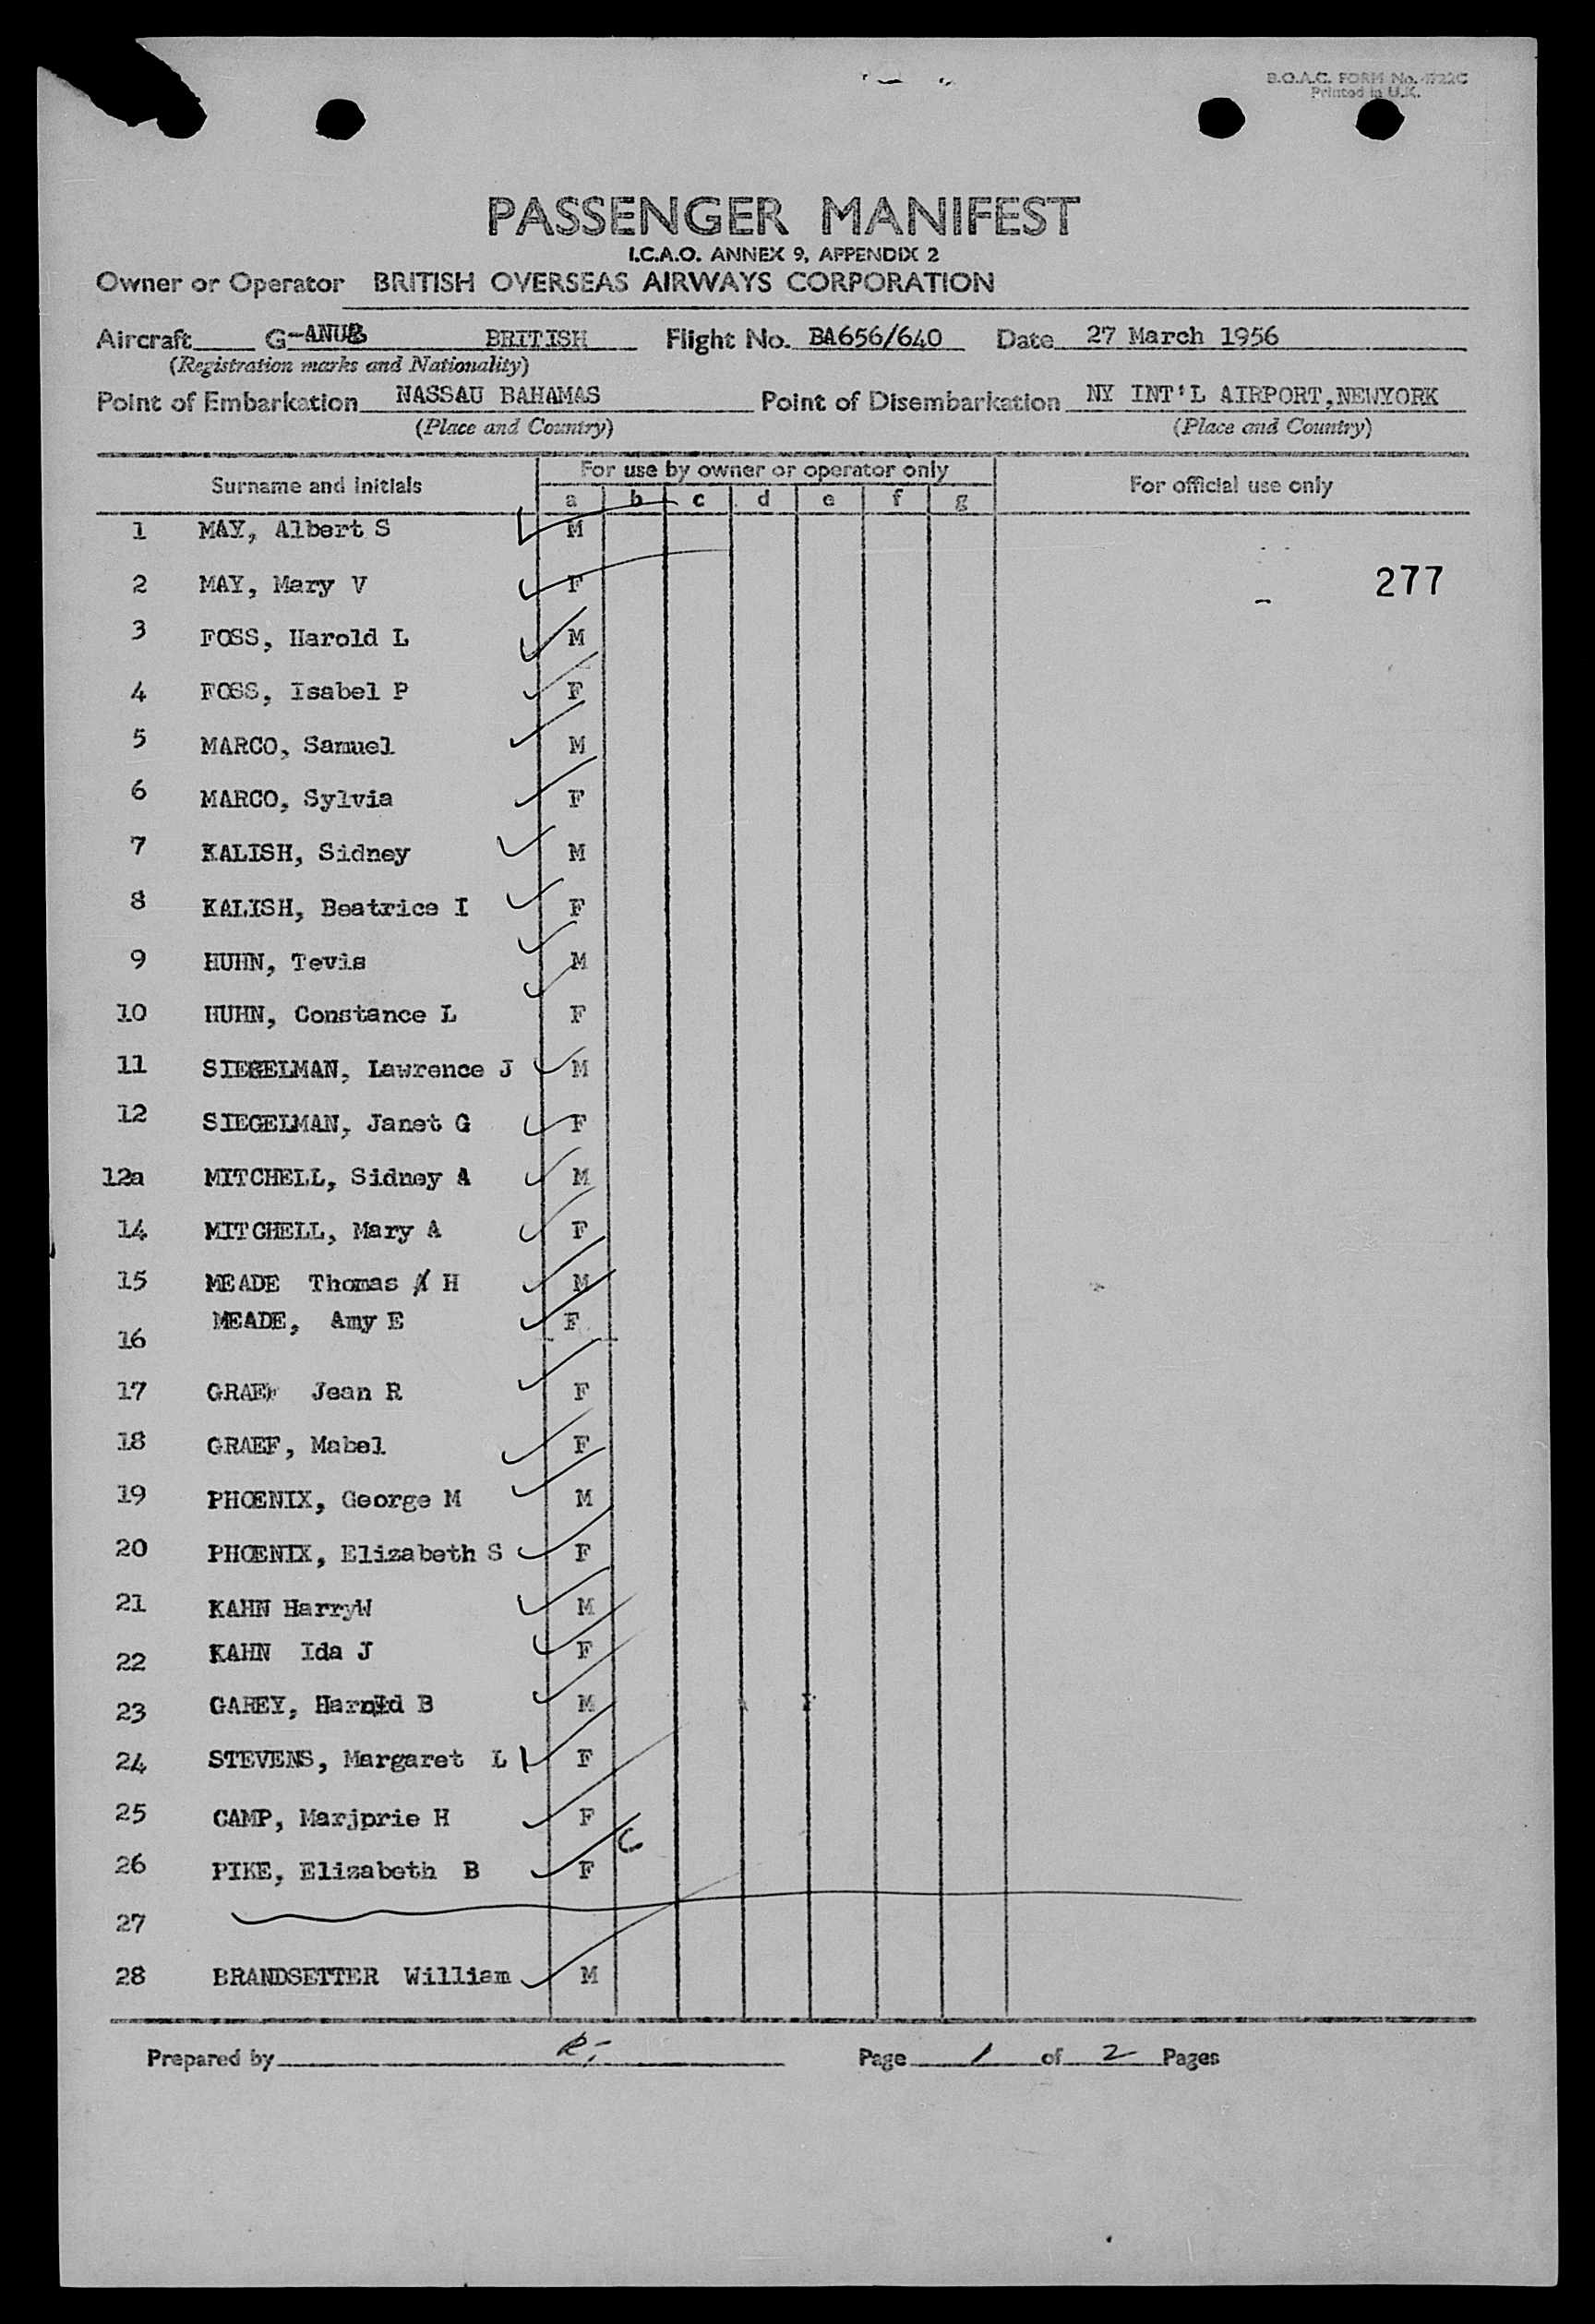 B.O.A.C. FORM No.
Printed in U.K.
PASSENGER MANIFEST
I.C.A.O. ANNEX 9, APPENDIX 2
Owner or Operator BRITISH OVERSEAS AIRWAYS CORPORATION
Aircraft G-ANUB BRITISH Flight No. BA656/640 Date 27 March 1956
(Registration marks and Nationality)
Point of Embarkation NASSAU BAHAMAS Point of Disembarkation NY INT'L AIRPORT,NEWYORK
(Place and Country) (Place and Country)
Surname and Initials For use by owner or operator only For official use only
a b c d e f g
1 MAY, Albert S M
277
2 MAY, Mary V F
3 FOSS, Harold L M
4 FOSS, Isabel P F
5 MARCO, Samuel M
6 MARCO, Sylvia F
7 KALISH, Sidney M
8 KALISH, Beatrice I F
9 HUHN, Tevis M
10 HUHN, Constance L F
11 SIEGELMAN, Lawrence J M
12 SIEGELMAN, Janet G F
12a MITCHELL, Sidney A M
14 MITCHELL, Mary A F
15 MEADE Thomas H M
16 MEADE, Amy E F
17 GRAEF Jean R F
18 GRAEF, Mabel F
19 PHOENIX, George M M
20 PHOENIX, Elizabeth S F
21 KAHN HarryW M
22 KAHN Ida J F
23 GAREY, Harold B M
24 STEVENS, Margaret L F
25 CAMP, Marjprie H F
26 PIKE, Elizabeth B F
27
28 BRANDSETTER William M
Prepared by Page 1 of 2 Pages